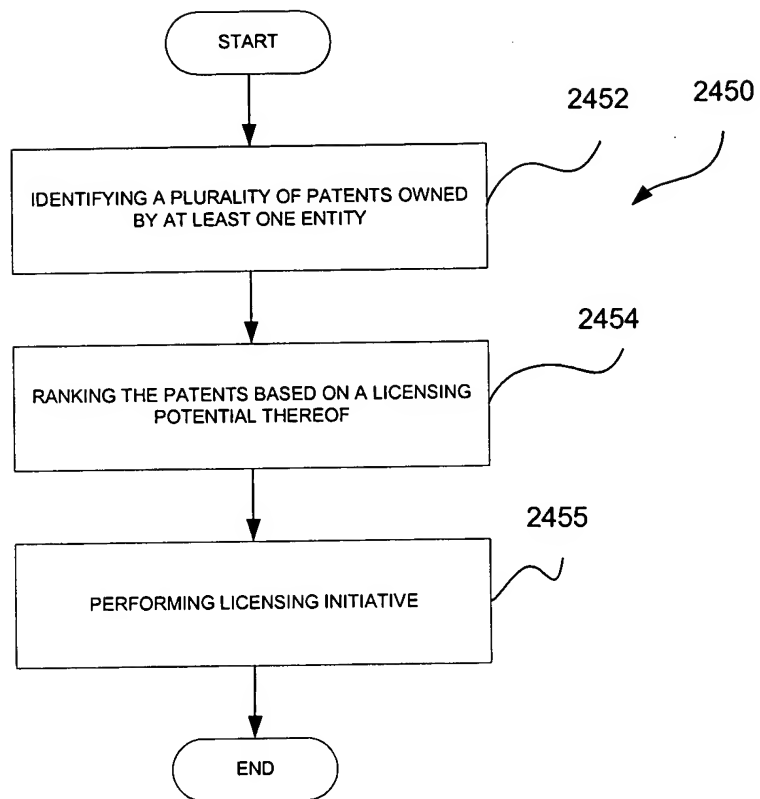 START
2452
2450
IDENTIFYING A PLURALITY OF PATENTS OWNED
BY AT LEAST ONE ENTITY
2454
RANKING THE PATENTS BASED ON A LICENSING
POTENTIAL THEREOF
2455
PERFORMING LICENSING INITIATIVE
END